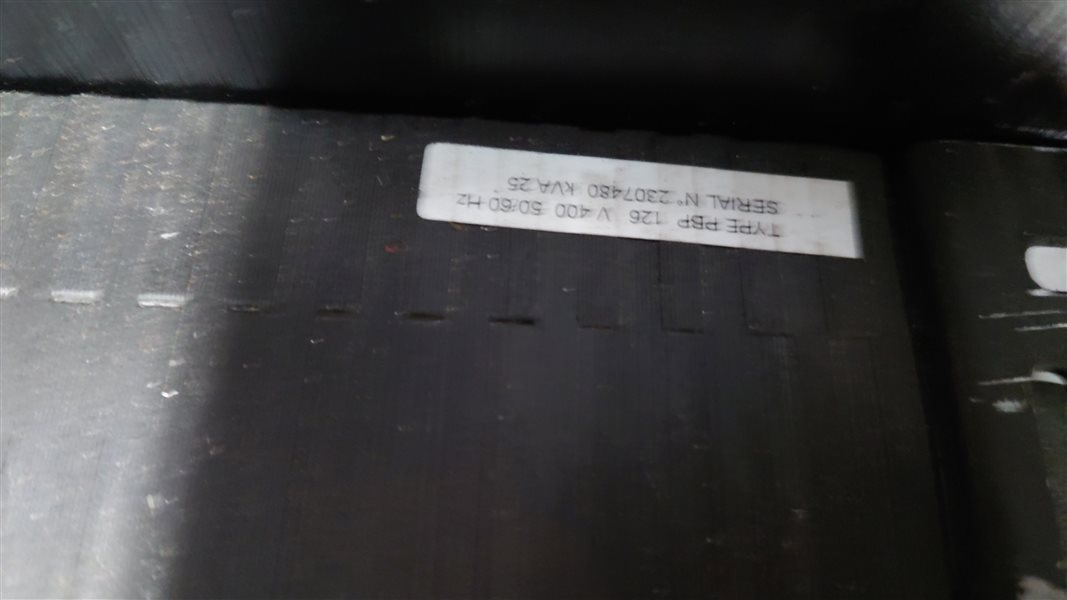 TYPE PBP 126 V 400 50/60 Hz
SERIAL N° 2307480 kVA 25